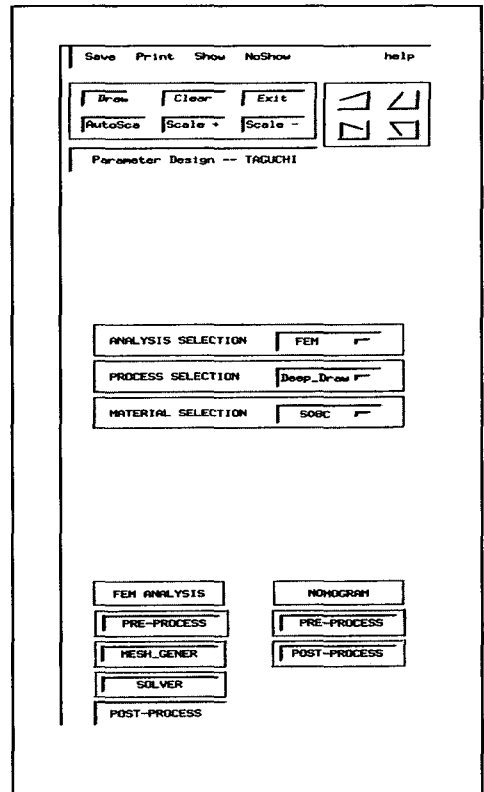 Save Print Show NoShow help
Draw Clear Exit
AutoSca Scale + Scale -
Parameter Design -- TAGUCHI
ANALYSIS SELECTION FEM
PROCESS SELECTION Deep_Draw
MATERIAL SELECTION S08C
FEM ANALYSIS NOMOGRAM
PRE-PROCESS PRE-PROCESS
MESH_GENER POST-PROCESS
SOLVER
POST-PROCESS